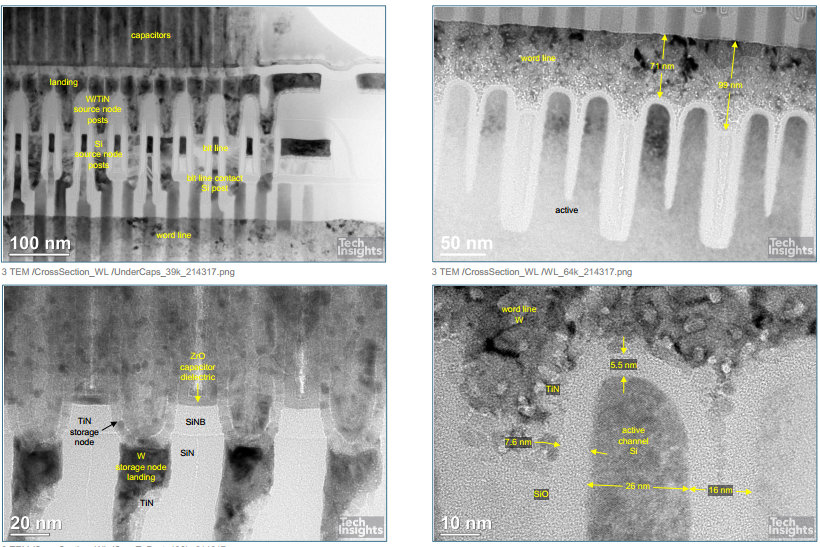 capacitors
landing
W/TiN
source node
posts
Si
source node
posts
bit line
bit line contact
Si post
word line
100 nm
Tech
Insights
3 TEM /CrossSection_WL /UnderCaps_39k_214317.png
word line
71 nm
99 nm
active
50 nm
Tech
Insights
3 TEM /CrossSection_WL /WL_64k_214317.png
ZrO
capacitor
dielectric
TiN
storage
node
SiNB
SiN
W
storage node
landing
TiN
20 nm
Tech
Insights
word line
W
5.5 nm
TiN
7.6 nm
active
channel
Si
26 nm
16 nm
SiO
10 nm
Tech
Insights